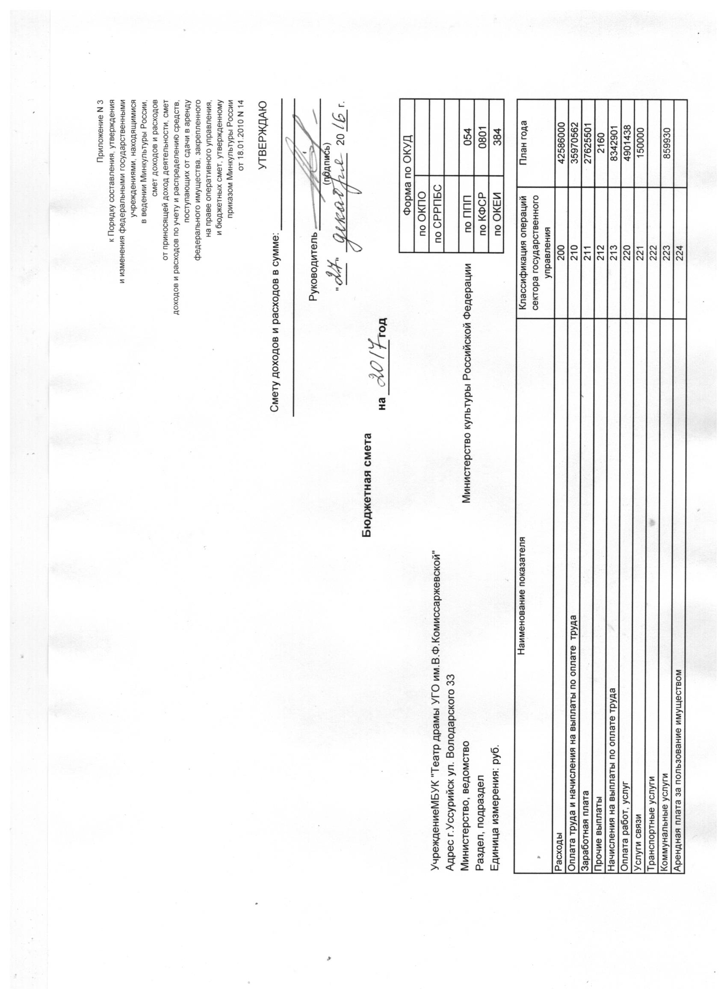 Приложение N 3
к Порядку составления, утверждения
и изменения федеральными государственными
учреждениями, находящимися
в ведении Минкультуры России,
смет доходов и расходов
от приносящей доход деятельности, смет
доходов и расходов по учету и распределению средств,
поступающих от сдачи в аренду
федерального имущества, закрепленного
на праве оперативного управления,
и бюджетных смет, утвержденному
приказом Минкультуры России
от 18.01.2010 N 14
УТВЕРЖДАЮ
Смету доходов и расходов в сумме:
Руководитель
(подпись)
"27" декабря 2016 г.
Бюджетная смета
на 2017 год
Форма по ОКУД
по ОКПО
УчреждениеМБУК "Театр драмы УГО им.В.Ф.Комиссаржевской" по СРРПБС
Адрес г.Уссурийск ул. Володарского 33
Министерство, ведомство Министерство культуры Российской Федерации по ППП 054
Раздел, подраздел по КФСР 0801
Единица измерения: руб. по ОКЕИ 384
Наименование показателя Классификация операций сектора государственного управления План года
Расходы 200 42586000
Оплата труда и начисления на выплаты по оплате труда 210 35970562
Заработная плата 211 27625501
Прочие выплаты 212 2160
Начисления на выплаты по оплате труда 213 8342901
Оплата работ, услуг 220 4901438
Услуги связи 221 150000
Транспортные услуги 222
Коммунальные услуги 223 859930
Арендная плата за пользование имуществом 224